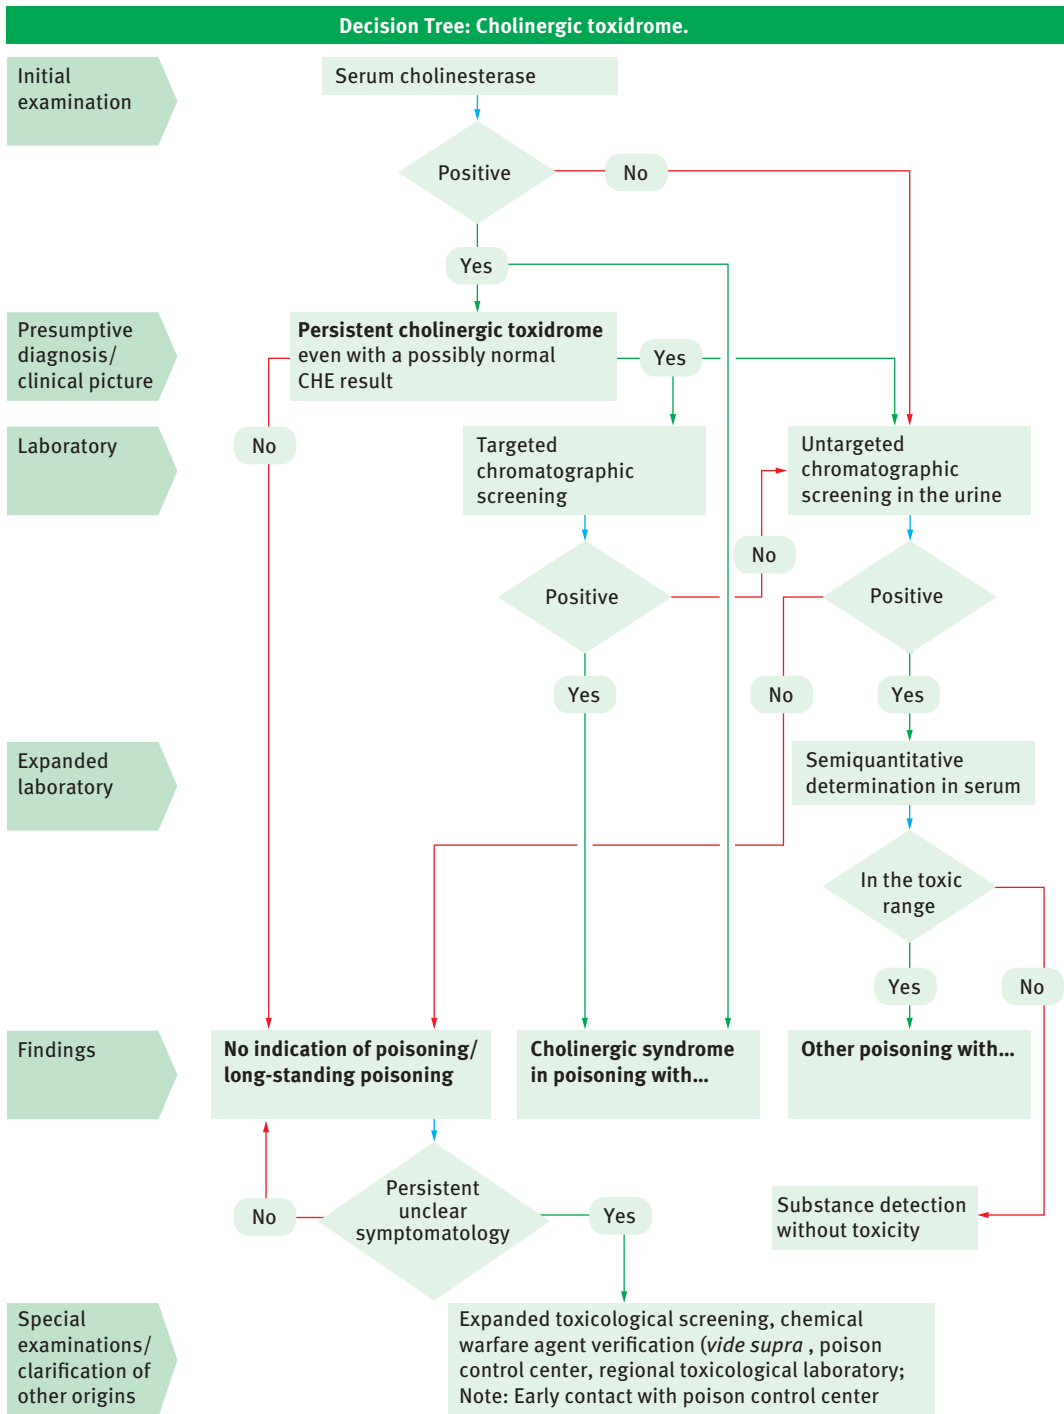 Decision Tree: Cholinergic toxidrome.
Initial
examination
Serum cholinesterase
Positive
No
Yes
Presumptive
diagnosis/
clinical picture
Persistent cholinergic toxidrome
even with a possibly normal
CHE result
Yes
No
Laboratory
Targeted
chromatographic
screening
Untargeted
chromatographic
screening in the urine
No
Positive
Positive
Yes
No
Yes
Expanded
laboratory
Semiquantitative
determination in serum
In the toxic
range
Yes
No
Findings
No indication of poisoning/
long-standing poisoning
Cholinergic syndrome
in poisoning with...
Other poisoning with...
Persistent
unclear
symptomatology
No
Yes
Substance detection
without toxicity
Special
examinations/
clarification of
other origins
Expanded toxicological screening, chemical
warfare agent verification (vide supra , poison
control center, regional toxicological laboratory;
Note: Early contact with poison control center